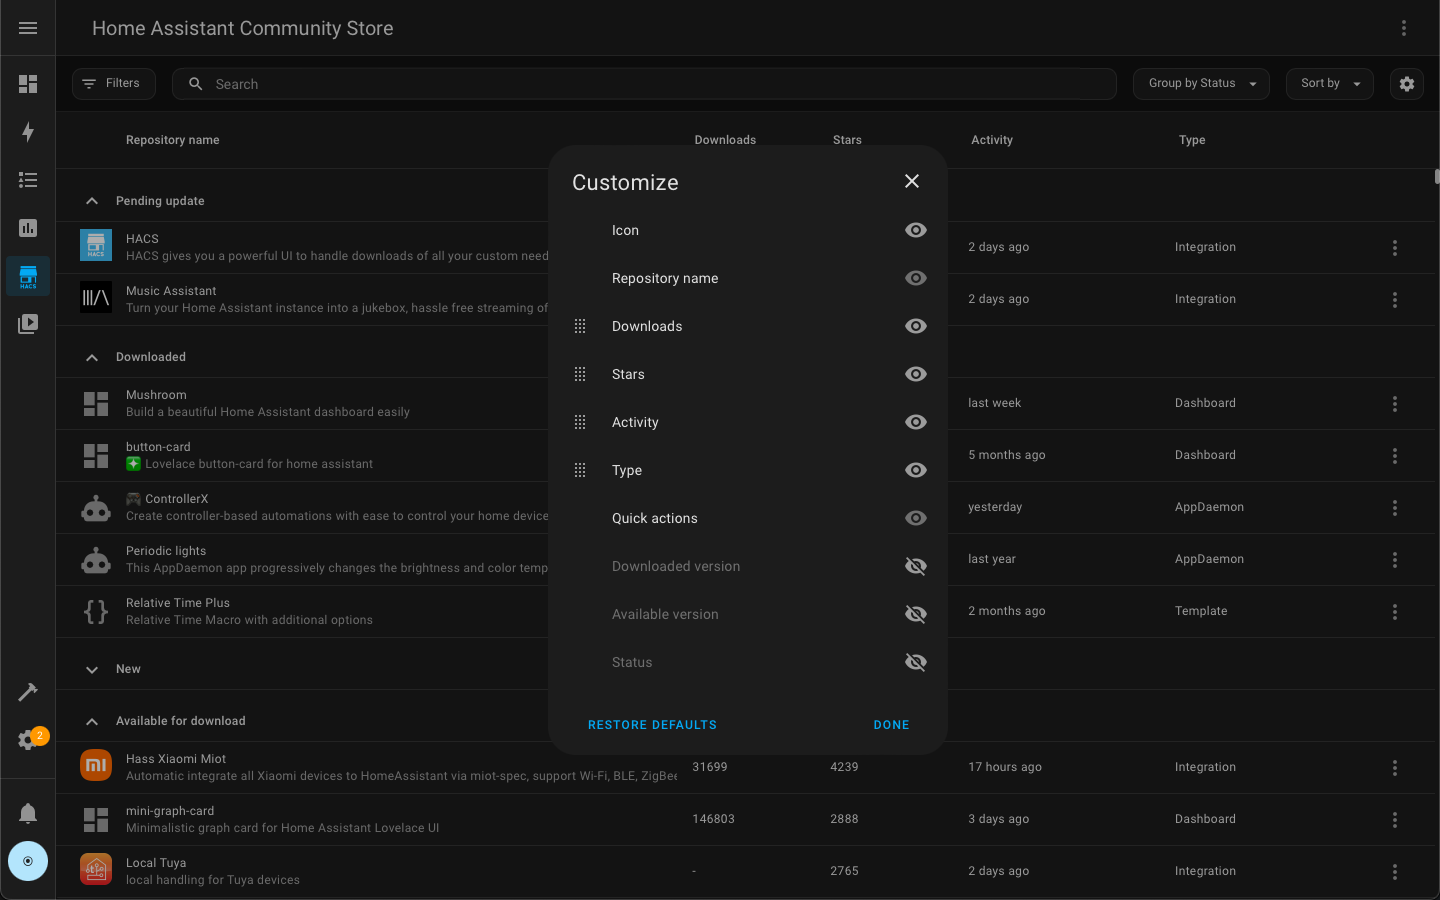 Home Assistant Community Store
Filters
Search
Group by Status
Sort by
Repository name
Downloads
Stars
Activity
Type
Pending update
HACS
HACS
HACS gives you a powerful UI to handle downloads of all your custom need
2 days ago
Integration
HACS
Music Assistant
Turn your Home Assistant instance into a jukebox, hassle free streaming of
2 days ago
Integration
Downloaded
Mushroom
Build a beautiful Home Assistant dashboard easily
last week
Dashboard
button-card
❇️ Lovelace button-card for home assistant
5 months ago
Dashboard
🎮 ControllerX
Create controller-based automations with ease to control your home device
yesterday
AppDaemon
Periodic lights
This AppDaemon app progressively changes the brightness and color temp
last year
AppDaemon
Relative Time Plus
Relative Time Macro with additional options
2 months ago
Template
New
Available for download
Hass Xiaomi Miot
Automatic integrate all Xiaomi devices to HomeAssistant via miot-spec, support Wi-Fi, BLE, ZigBee
31699
4239
17 hours ago
Integration
mini-graph-card
Minimalistic graph card for Home Assistant Lovelace UI
146803
2888
3 days ago
Dashboard
Local Tuya
local handling for Tuya devices
-
2765
2 days ago
Integration
2
Customize
Icon
Repository name
Downloads
Stars
Activity
Type
Quick actions
Downloaded version
Available version
Status
RESTORE DEFAULTS
DONE